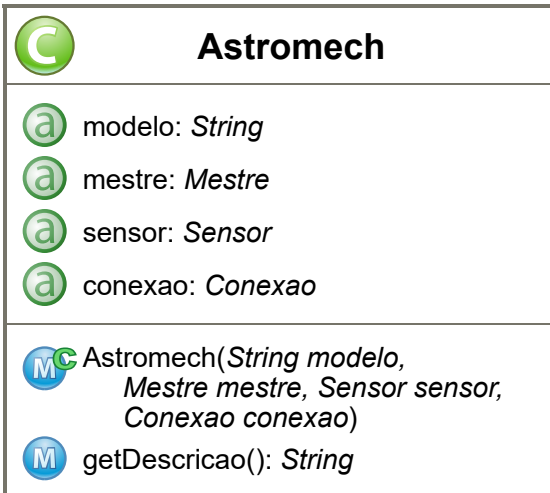 C
Astromech
a modelo: String
a mestre: Mestre
a sensor: Sensor
a conexao: Conexao
M C Astromech(String modelo,
Mestre mestre, Sensor sensor,
Conexao conexao)
M getDescricao(): String